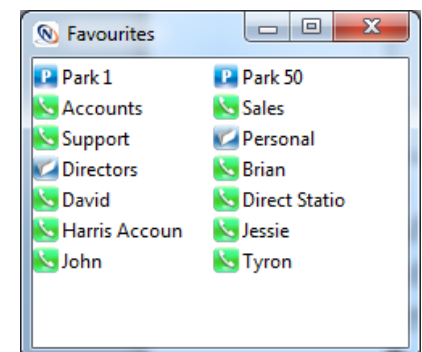 Favourites
Park 1 Park 50
Accounts Sales
Support Personal
Directors Brian
David Direct Statio
Harris Accoun Jessie
John Tyron